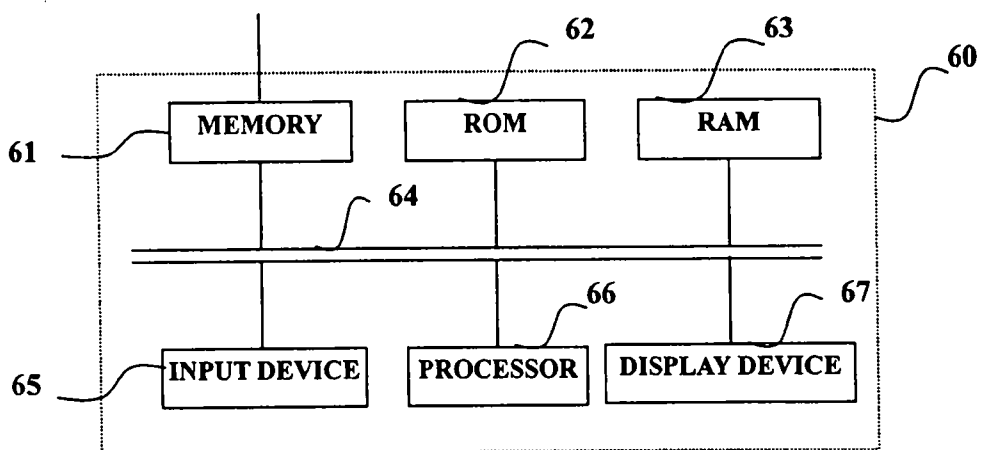 62
63
60
MEMORY
ROM
RAM
61
64
66
67
INPUT DEVICE
PROCESSOR
DISPLAY DEVICE
65